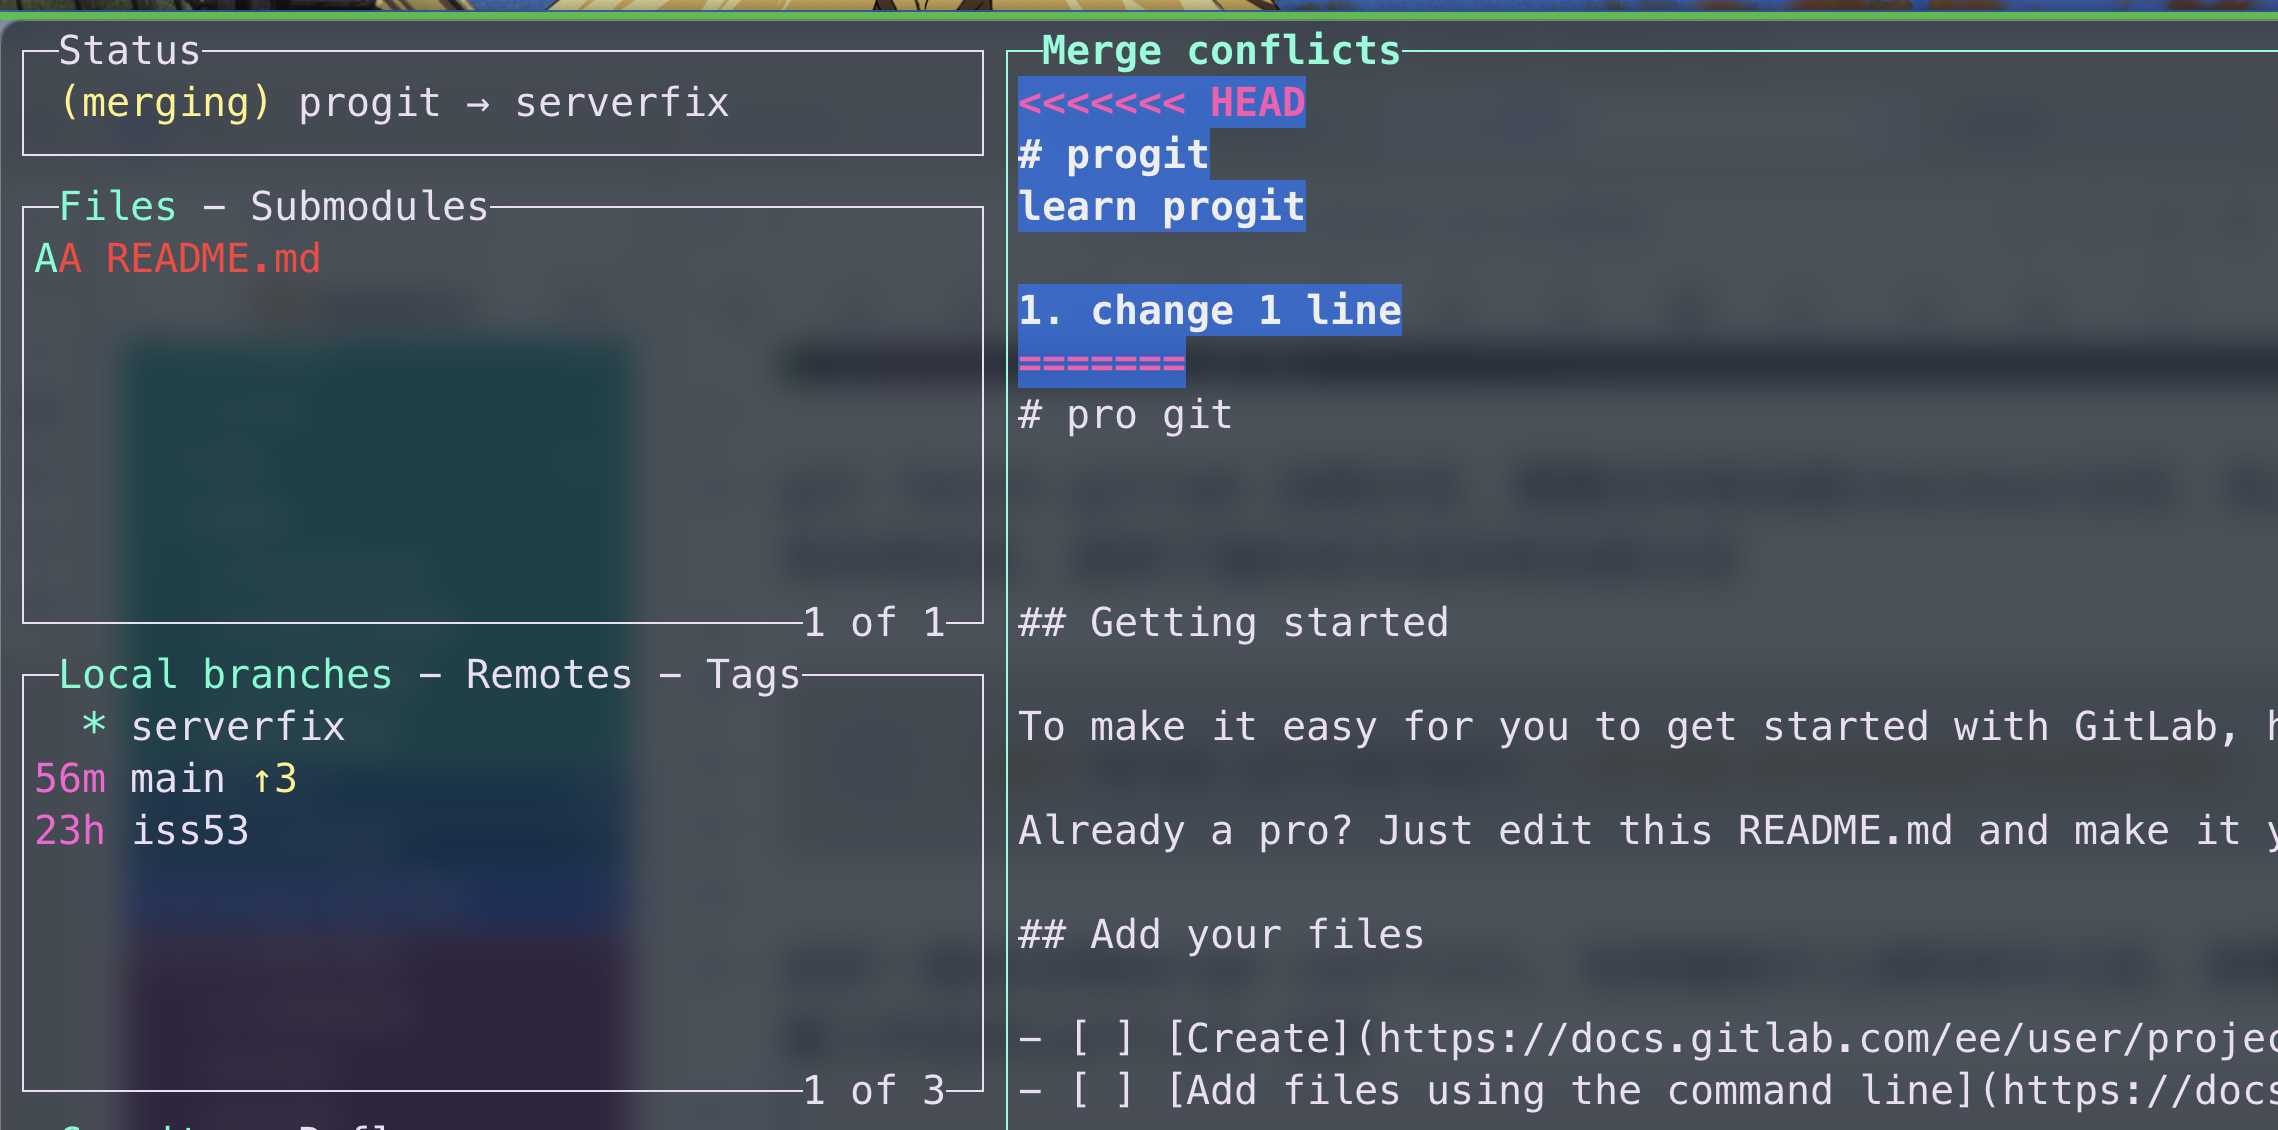 Status
(merging) progit → serverfix
Files - Submodules
AA README.md
1 of 1
Local branches - Remotes - Tags
* serverfix
56m main ↑3
23h iss53
1 of 3
Merge conflicts
<<<<<<< HEAD
# progit
learn progit
1. change 1 line
=======
# pro git
## Getting started
To make it easy for you to get started with GitLab, h
Already a pro? Just edit this README.md and make it y
## Add your files
- [ ] [Create](https://docs.gitlab.com/ee/user/projec
- [ ] [Add files using the command line](https://docs